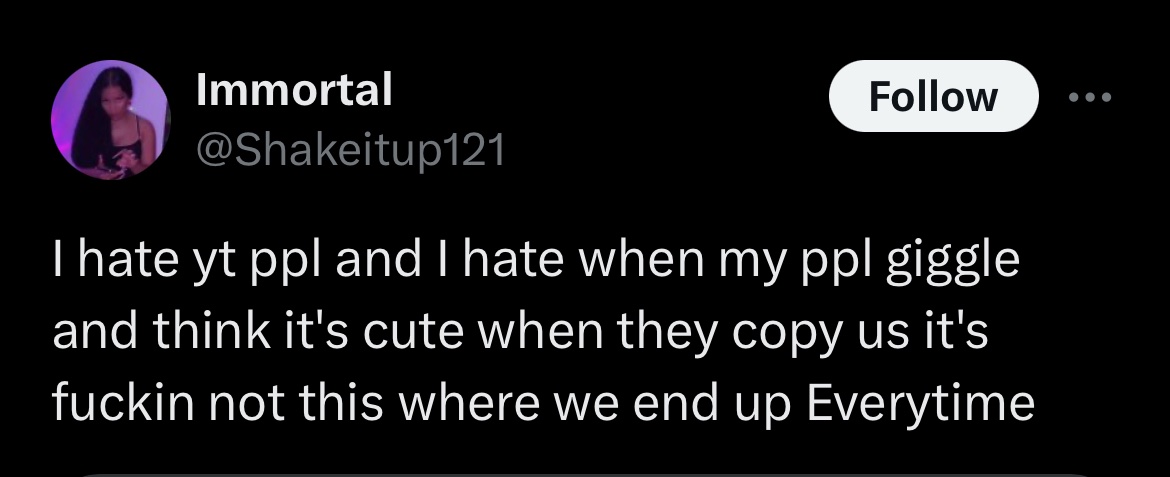 Immortal
@Shakeitup121
Follow
I hate yt ppl and I hate when my ppl giggle
and think it's cute when they copy us it's
fuckin not this where we end up Everytime